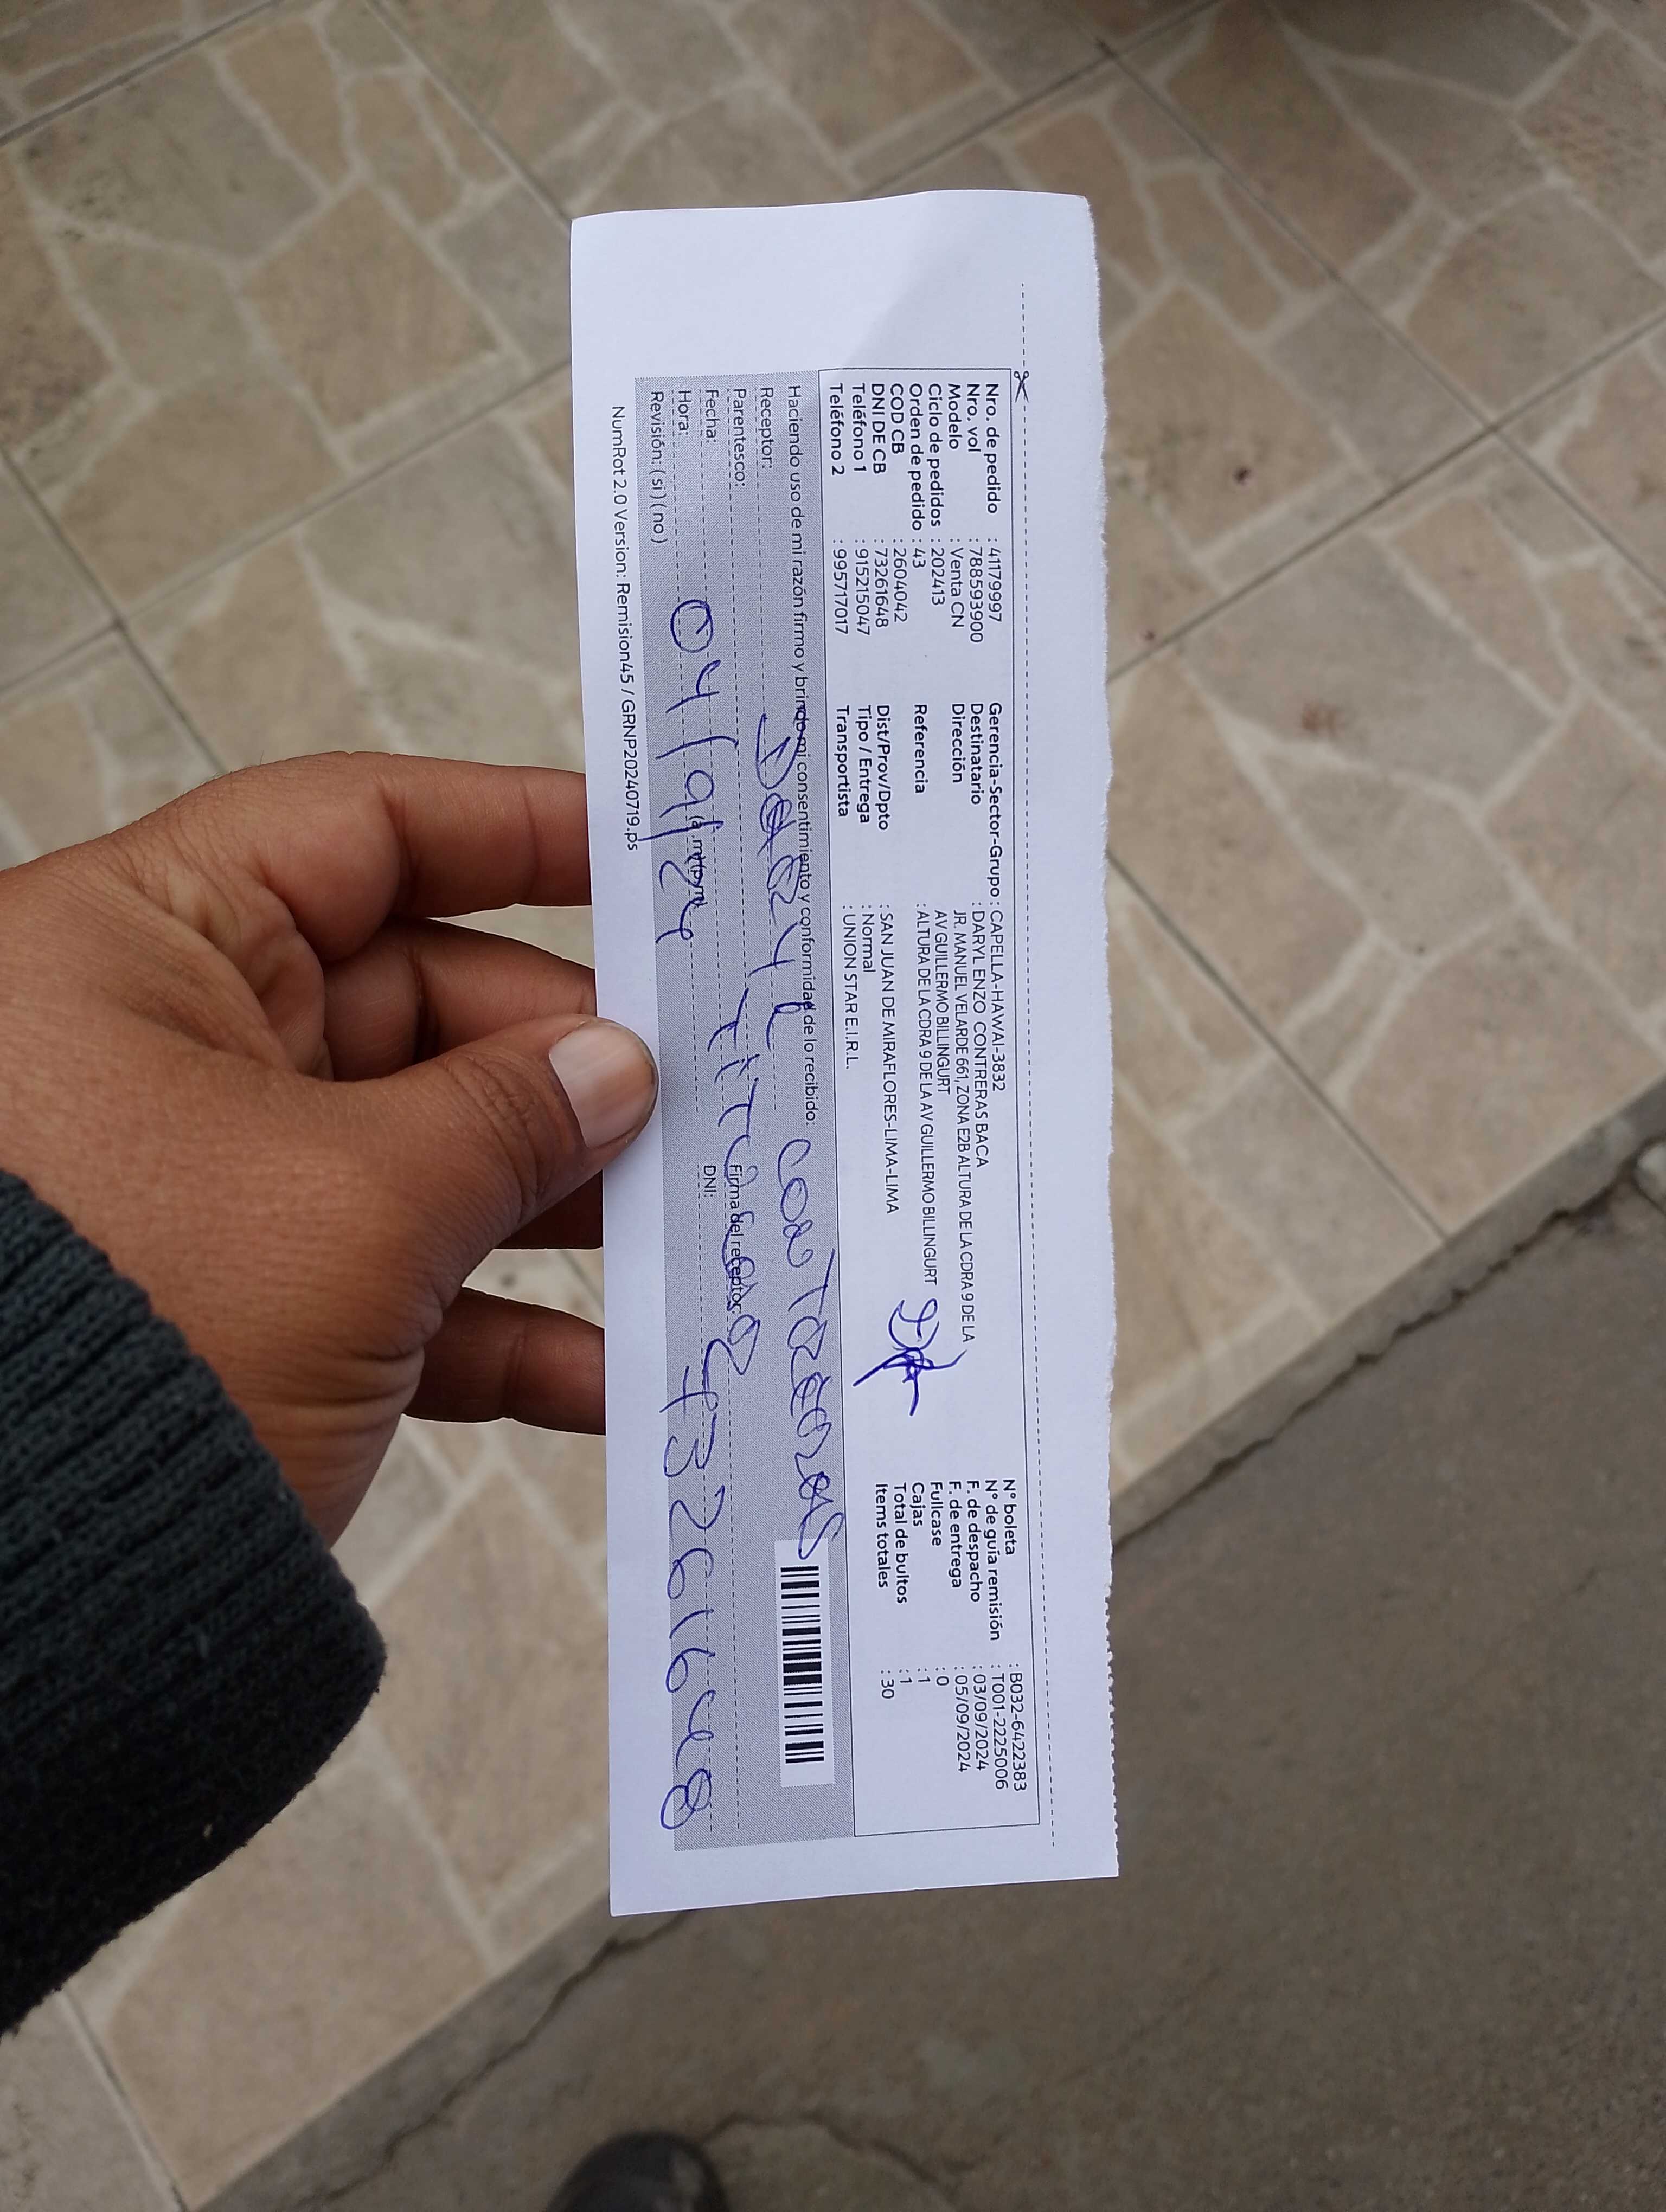 Nro. de pedido : 41179997
Nro. vol : 788593900
Modelo : Venta CN
Ciclo de pedidos : 202413
Orden de pedido : 43
COD CB : 2604042
DNI DE CB : 73261648
Teléfono 1 : 915215047
Teléfono 2 : 995717017
Gerencia-Sector-Grupo : CAPELLA-HAWAI-3832
Destinatario : DARYL ENZO CONTRERAS BACA
Dirección JR. MANUEL VELARDE 661, ZONA E2B ALTURA DE LA CDRA 9 DE LA
AV GUILLERMO BILLINGURT
Referencia : ALTURA DE LA CDRA 9 DE LA AV GUILLERMO BILLINGURT
Dist/Prov/Dpto : SAN JUAN DE MIRAFLORES-LIMA-LIMA
Tipo / Entrega : Normal
Transportista : UNION STAR E.I.R.L.
N° boleta : B032-6422383
N° de guía remisión : T001-2225006
F. de despacho : 03/09/2024
F. de entrega : 05/09/2024
Fullcase : 0
Cajas : 1
Total de bultos : 1
Items totales : 30
Haciendo uso de mi razón firmo y brindo mi consentimiento y conformidad de lo recibido:
Receptor: Daryl Contreras
Parentesco: Titular
Firma del receptor:
Fecha: 04/9/24
DNI: 73261648
Hora: (a.m)(p.m)
Revisión: (si) (no)
NumRot 2.0 Version: Remision45 / GRNP20240719.ps